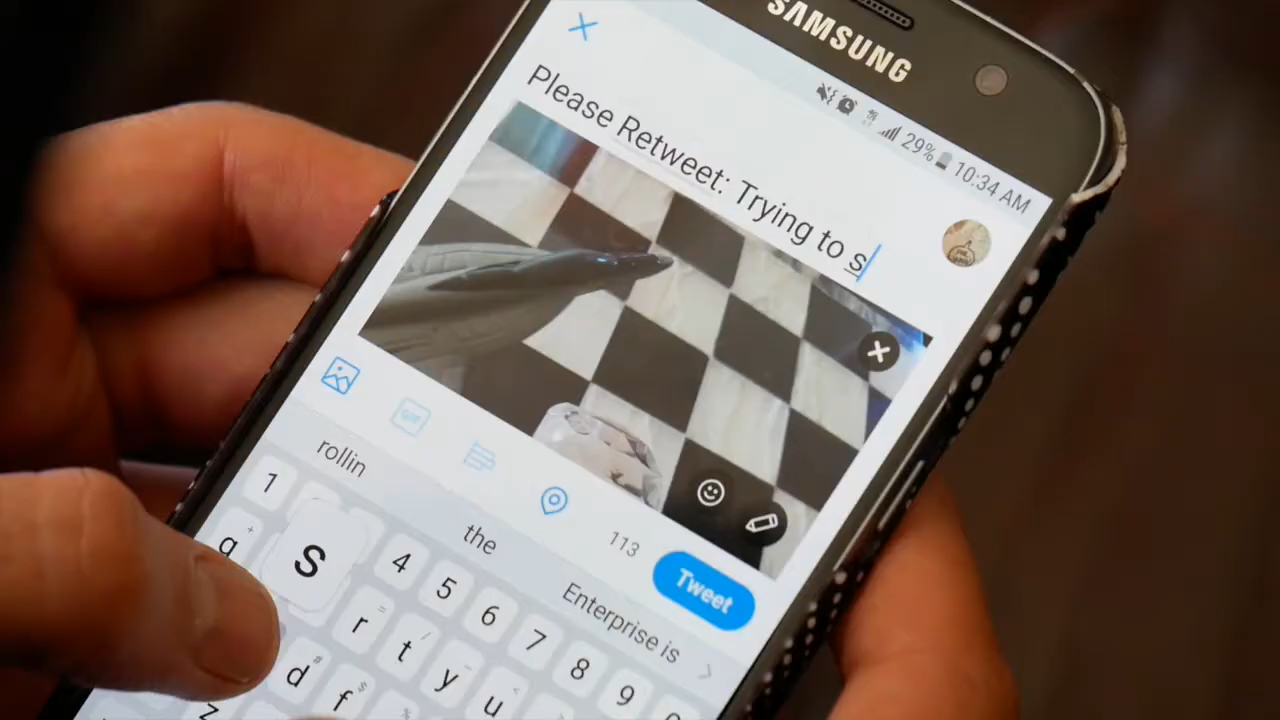 SAMSUNG
29% 10:34 AM
Please Retweet: Trying to s
GIF
113
Tweet
rollin
the
Enterprise is
1 4 5 6 7 8 9
q r t y u
S
d f
z